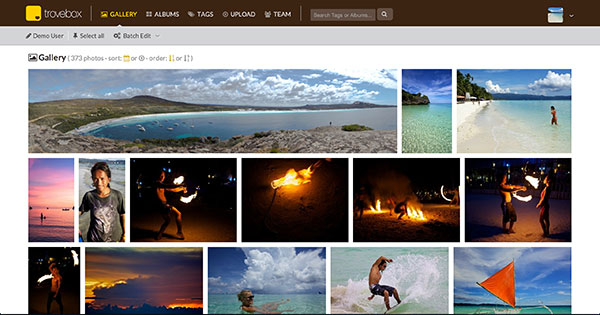 trovebox GALLERY ALBUMS TAGS UPLOAD TEAM Search Tags or Albums...
Demo User Select all Batch Edit
Gallery ( 373 photos - sort: or - order: or )